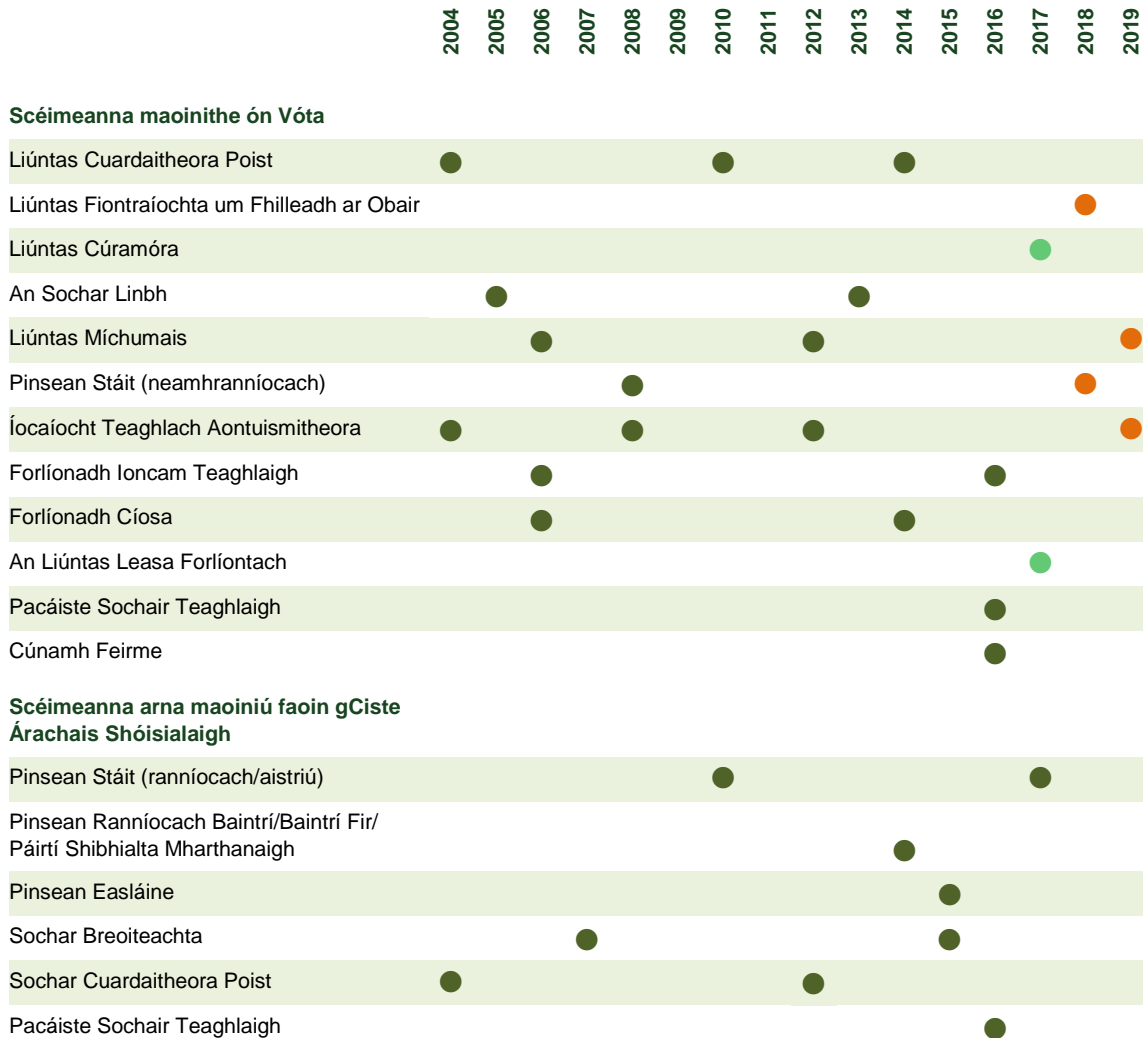 2004 2005 2006 2007 2008 2009 2010 2011 2012 2013 2014 2015 2016 2017 2018 2019
Scéimeanna maoinithe ón Vóta
Liúntas Cuardaitheora Poist
Liúntas Fiontraíochta um Fhilleadh ar Obair
Liúntas Cúramóra
An Sochar Linbh
Liúntas Míchumais
Pinsean Stáit (neamhranníocach)
Íocaíocht Teaghlach Aontuismitheora
Forlíonadh Ioncam Teaghlaigh
Forlíonadh Cíosa
An Liúntas Leasa Forlíontach
Pacáiste Sochair Teaghlaigh
Cúnamh Feirme
Scéimeanna arna maoiniú faoin gCiste
Árachais Shóisialaigh
Pinsean Stáit (ranníocach/aistriú)
Pinsean Ranníocach Baintrí/Baintrí Fir/
Páirtí Shibhialta Mharthanaigh
Pinsean Easláine
Sochar Breoiteachta
Sochar Cuardaitheora Poist
Pacáiste Sochair Teaghlaigh